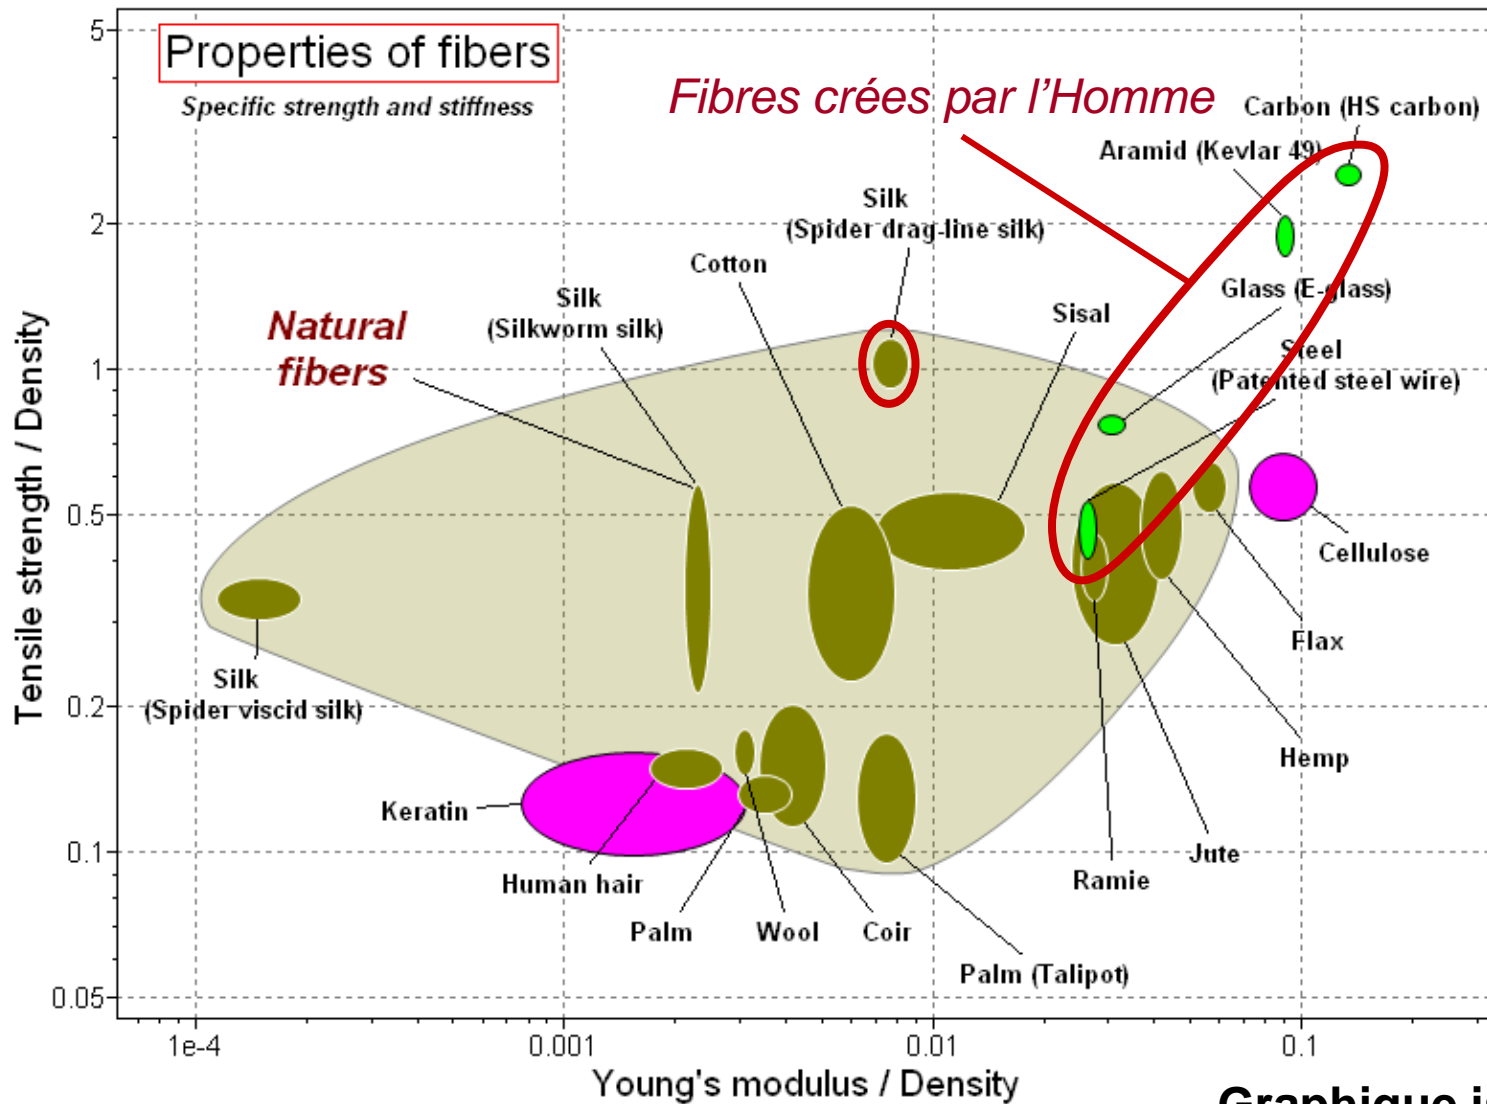 Properties of fibers
Specific strength and stiffness
Fibres crées par l'Homme
Carbon (HS carbon)
Aramid (Kevlar 49)
Silk
(Spider drag-line silk)
Cotton
Glass (E-glass)
Silk
(Silkworm silk)
Sisal
Natural
fibers
Steel
(Patented steel wire)
Cellulose
Flax
Silk
(Spider viscid silk)
Hemp
Keratin
Jute
Human hair
Ramie
Palm
Wool
Coir
Palm (Talipot)
Tensile strength / Density
5
2
1
0.5
0.2
0.1
0.05
1e-4
0.001
0.01
0.1
Young's modulus / Density
Graphique